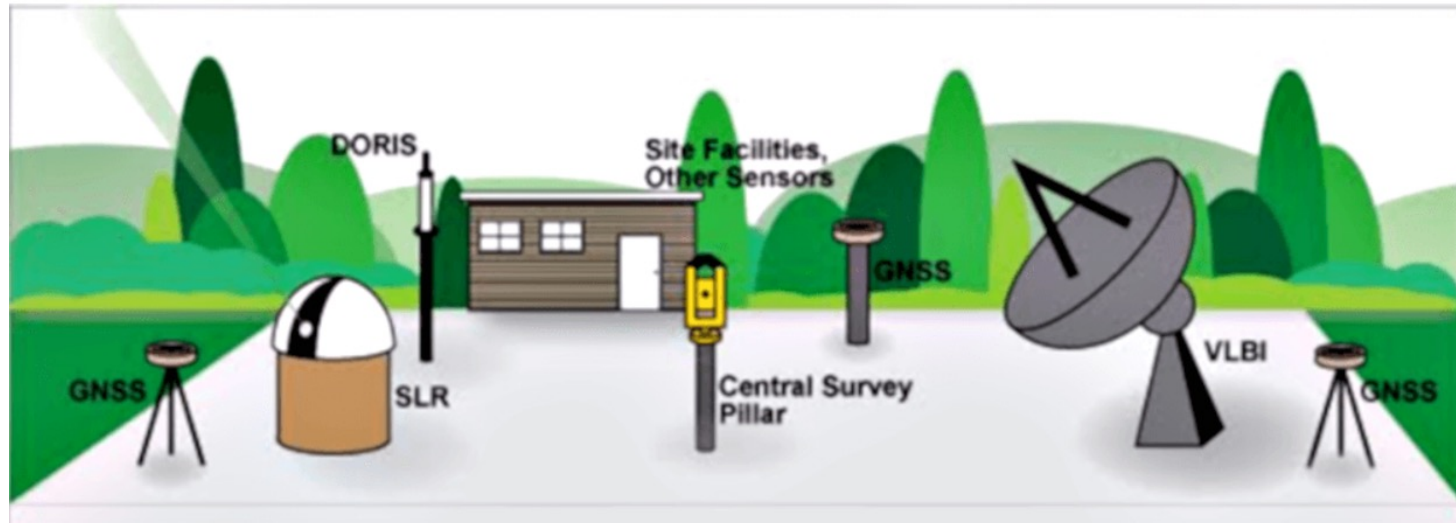 DORIS
Site Facilities,
Other Sensors
GNSS
VLBI
GNSS
SLR
Central Survey
Pillar
GNSS